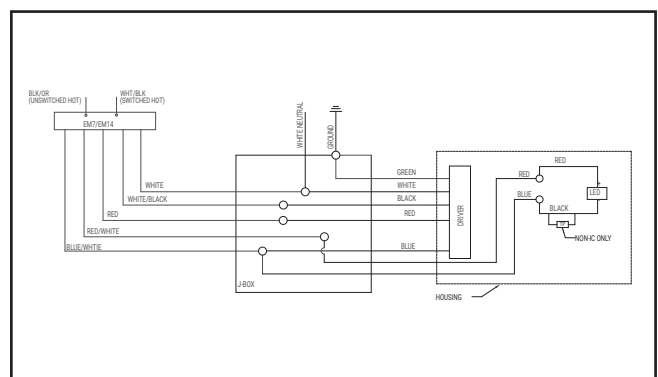 BLK/OR
(UNSWITCHED HOT)
WHT/BLK
(SWITCHED HOT)
EM7/EM14
WHITE NEUTRAL
GROUND
GREEN
WHITE
WHITE
WHITE/BLACK
BLACK
RED
RED
RED/WHITE
BLUE/WHTIE
BLUE
J-BOX
DRIVER
RED
BLUE
RED
LED
BLACK
NON-IC ONLY
HOUSING